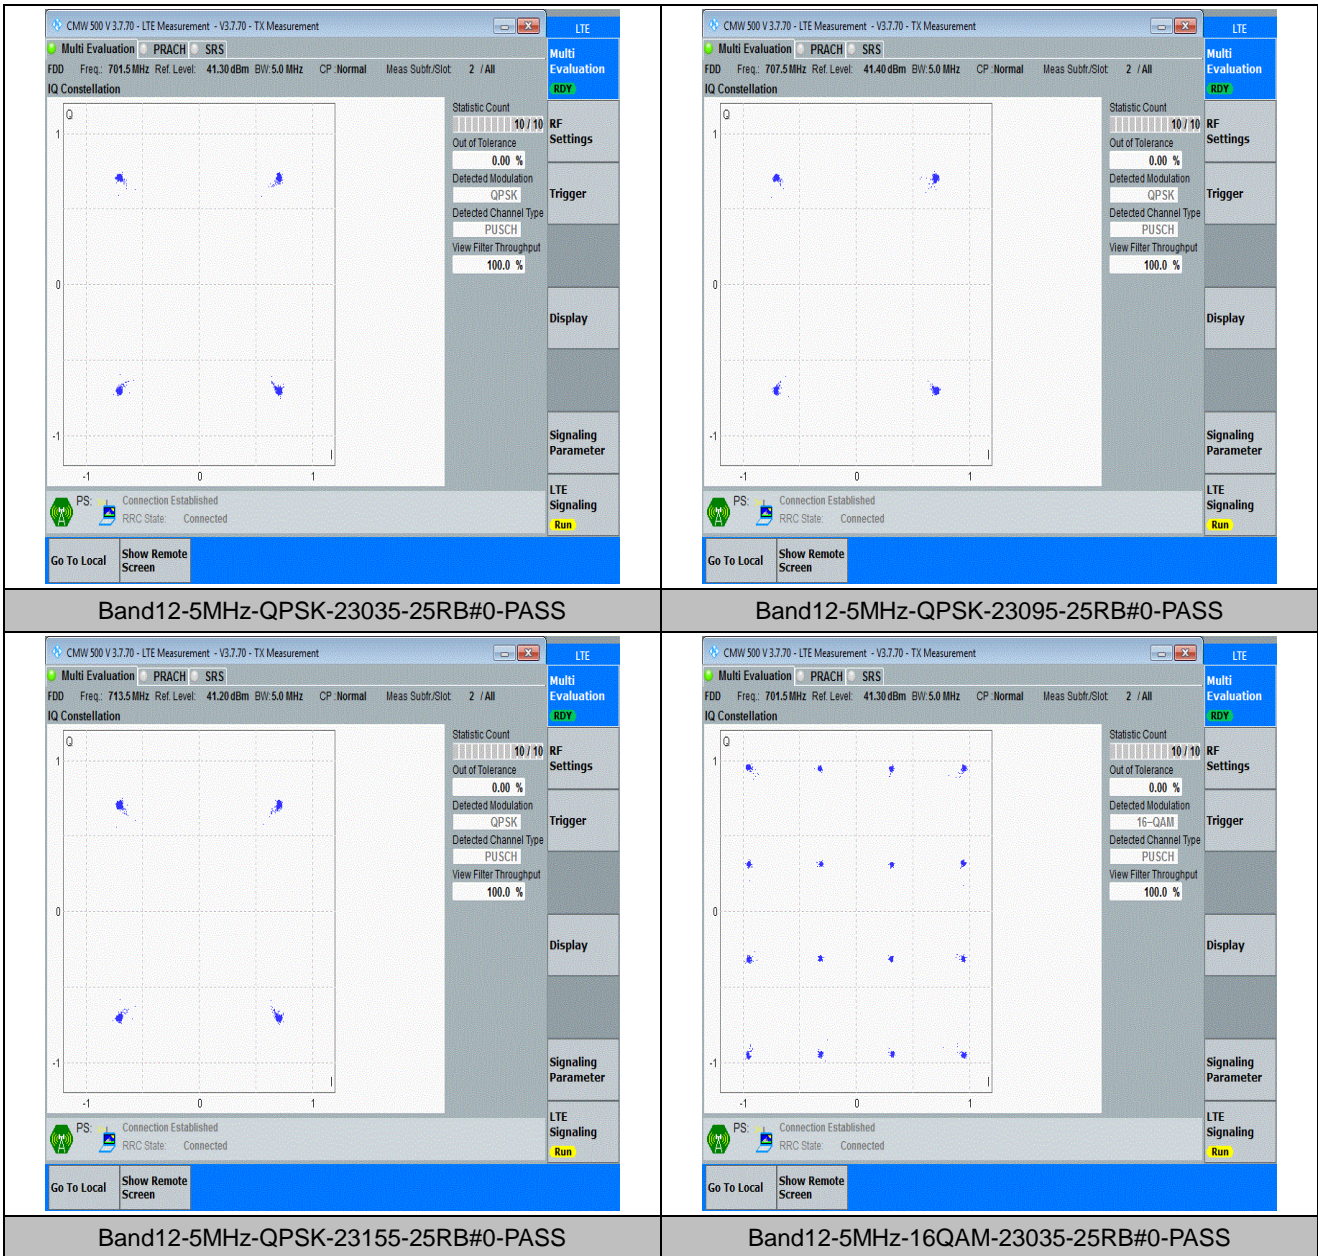 CMW 500 V 3.7.70 - LTE Measurement - V3.7.70 - TX Measurement
LTE
Multi Evaluation PRACH SRS
Multi
Evaluation
RDY
FDD Freq.: 701.5 MHz Ref. Level: 41.30 dBm BW: 5.0 MHz CP : Normal Meas Subfr./Slot: 2 / All
IQ Constellation
Q
1
0
-1
-1 0 1
I
Statistic Count
10 / 10
Out of Tolerance
0.00 %
Detected Modulation
QPSK
Detected Channel Type
PUSCH
View Filter Throughput
100.0 %
RF
Settings
Trigger
Display
Signaling
Parameter
LTE
Signaling
Run
PS: Connection Established
RRC State: Connected
Go To Local
Show Remote
Screen
Band12-5MHz-QPSK-23035-25RB#0-PASS
CMW 500 V 3.7.70 - LTE Measurement - V3.7.70 - TX Measurement
LTE
Multi Evaluation PRACH SRS
Multi
Evaluation
RDY
FDD Freq.: 707.5 MHz Ref. Level: 41.40 dBm BW: 5.0 MHz CP : Normal Meas Subfr./Slot: 2 / All
IQ Constellation
Q
1
0
-1
-1 0 1
I
Statistic Count
10 / 10
Out of Tolerance
0.00 %
Detected Modulation
QPSK
Detected Channel Type
PUSCH
View Filter Throughput
100.0 %
RF
Settings
Trigger
Display
Signaling
Parameter
LTE
Signaling
Run
PS: Connection Established
RRC State: Connected
Go To Local
Show Remote
Screen
Band12-5MHz-QPSK-23095-25RB#0-PASS
CMW 500 V 3.7.70 - LTE Measurement - V3.7.70 - TX Measurement
LTE
Multi Evaluation PRACH SRS
Multi
Evaluation
RDY
FDD Freq.: 713.5 MHz Ref. Level: 41.20 dBm BW: 5.0 MHz CP : Normal Meas Subfr./Slot: 2 / All
IQ Constellation
Q
1
0
-1
-1 0 1
I
Statistic Count
10 / 10
Out of Tolerance
0.00 %
Detected Modulation
QPSK
Detected Channel Type
PUSCH
View Filter Throughput
100.0 %
RF
Settings
Trigger
Display
Signaling
Parameter
LTE
Signaling
Run
PS: Connection Established
RRC State: Connected
Go To Local
Show Remote
Screen
Band12-5MHz-QPSK-23155-25RB#0-PASS
CMW 500 V 3.7.70 - LTE Measurement - V3.7.70 - TX Measurement
LTE
Multi Evaluation PRACH SRS
Multi
Evaluation
RDY
FDD Freq.: 701.5 MHz Ref. Level: 41.30 dBm BW: 5.0 MHz CP : Normal Meas Subfr./Slot: 2 / All
IQ Constellation
Q
1
0
-1
-1 0 1
I
Statistic Count
10 / 10
Out of Tolerance
0.00 %
Detected Modulation
16-QAM
Detected Channel Type
PUSCH
View Filter Throughput
100.0 %
RF
Settings
Trigger
Display
Signaling
Parameter
LTE
Signaling
Run
PS: Connection Established
RRC State: Connected
Go To Local
Show Remote
Screen
Band12-5MHz-16QAM-23035-25RB#0-PASS